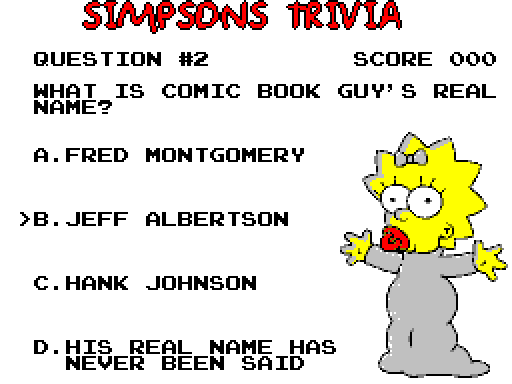 SIMPSONS TRIVIA
QUESTION #2 SCORE 000
WHAT IS COMIC BOOK GUY'S REAL
NAME?
A.FRED MONTGOMERY
>B.JEFF ALBERTSON
C.HANK JOHNSON
D.HIS REAL NAME HAS
NEVER BEEN SAID